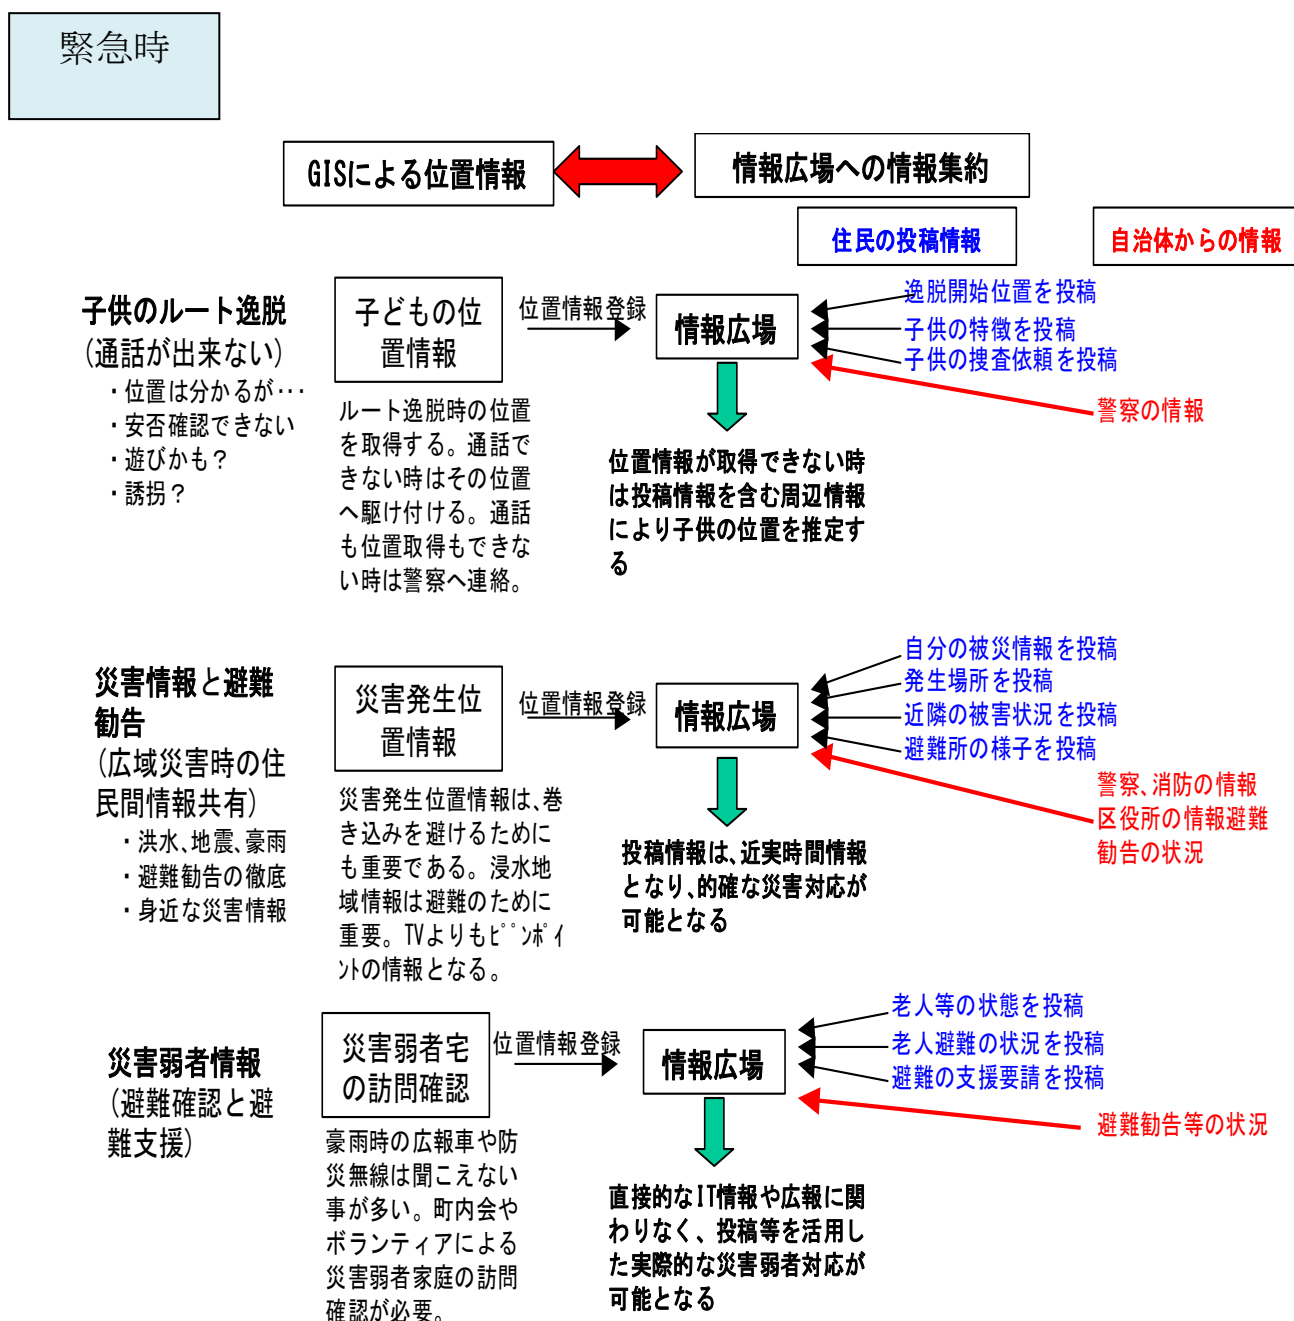 緊急時
GISによる位置情報
情報広場への情報集約
住民の投稿情報
自治体からの情報
子供のルート逸脱
(通話が出来ない)
・位置は分かるが…
・安否確認できない
・遊びかも？
・誘拐？
子どもの位
置情報
位置情報登録
情報広場
逸脱開始位置を投稿
子供の特徴を投稿
子供の捜査依頼を投稿
警察の情報
ルート逸脱時の位置
を取得する。通話で
きない時はその位置
へ駆け付ける。通話
も位置取得もできな
い時は警察へ連絡。
位置情報が取得できない時
は投稿情報を含む周辺情報
により子供の位置を推定す
る
災害情報と避難
勧告
(広域災害時の住
民間情報共有)
・洪水、地震、豪雨
・避難勧告の徹底
・身近な災害情報
災害発生位
置情報
位置情報登録
情報広場
自分の被災情報を投稿
発生場所を投稿
近隣の被害状況を投稿
避難所の様子を投稿
警察、消防の情報
区役所の情報避難
勧告の状況
災害発生位置情報は、巻
き込みを避けるために
も重要である。浸水地
域情報は避難のために
重要。TVよりもﾋﾟﾝﾎﾟｲ
ﾝﾄの情報となる。
投稿情報は、近実時間情報
となり、的確な災害対応が
可能となる
災害弱者情報
(避難確認と避
難支援)
災害弱者宅
の訪問確認
位置情報登録
情報広場
老人等の状態を投稿
老人避難の状況を投稿
避難の支援要請を投稿
避難勧告等の状況
豪雨時の広報車や防
災無線は聞こえない
事が多い。町内会や
ボランティアによる
災害弱者家庭の訪問
確認が必要。
直接的なIT情報や広報に関
わりなく、投稿等を活用し
た実際的な災害弱者対応が
可能となる